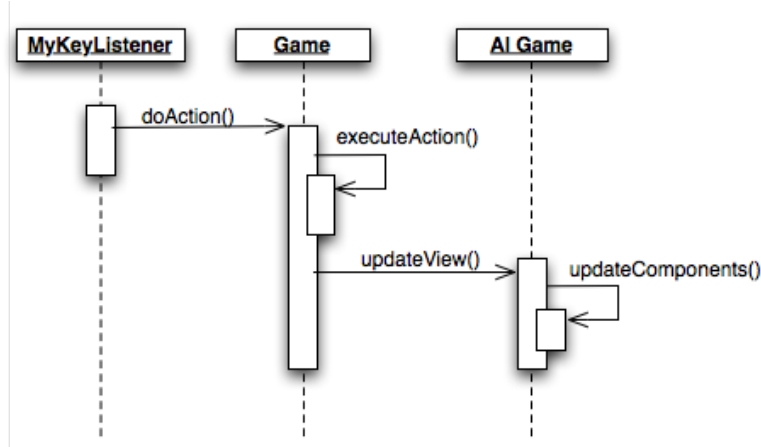 MyKeyListener
Game
AI Game
doAction()
executeAction()
updateView()
updateComponents()